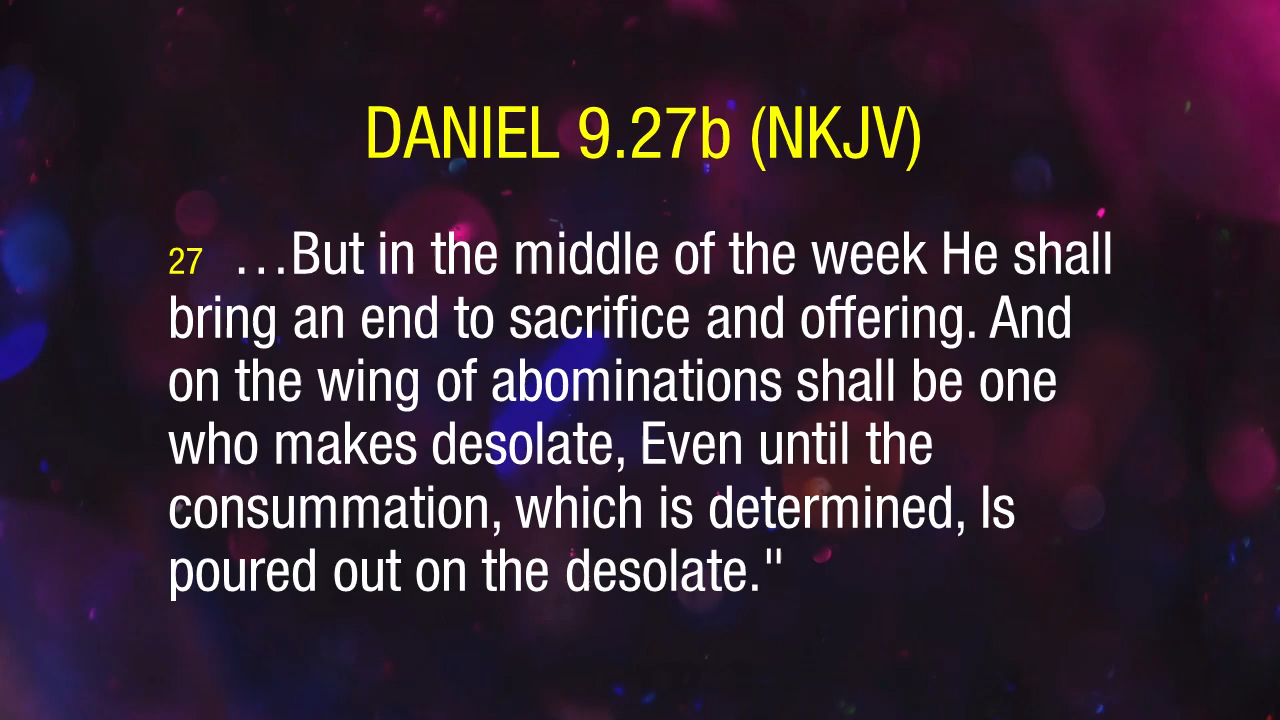 DANIEL 9.27b (NKJV)
27 …But in the middle of the week He shall
bring an end to sacrifice and offering. And
on the wing of abominations shall be one
who makes desolate, Even until the
consummation, which is determined, Is
poured out on the desolate."